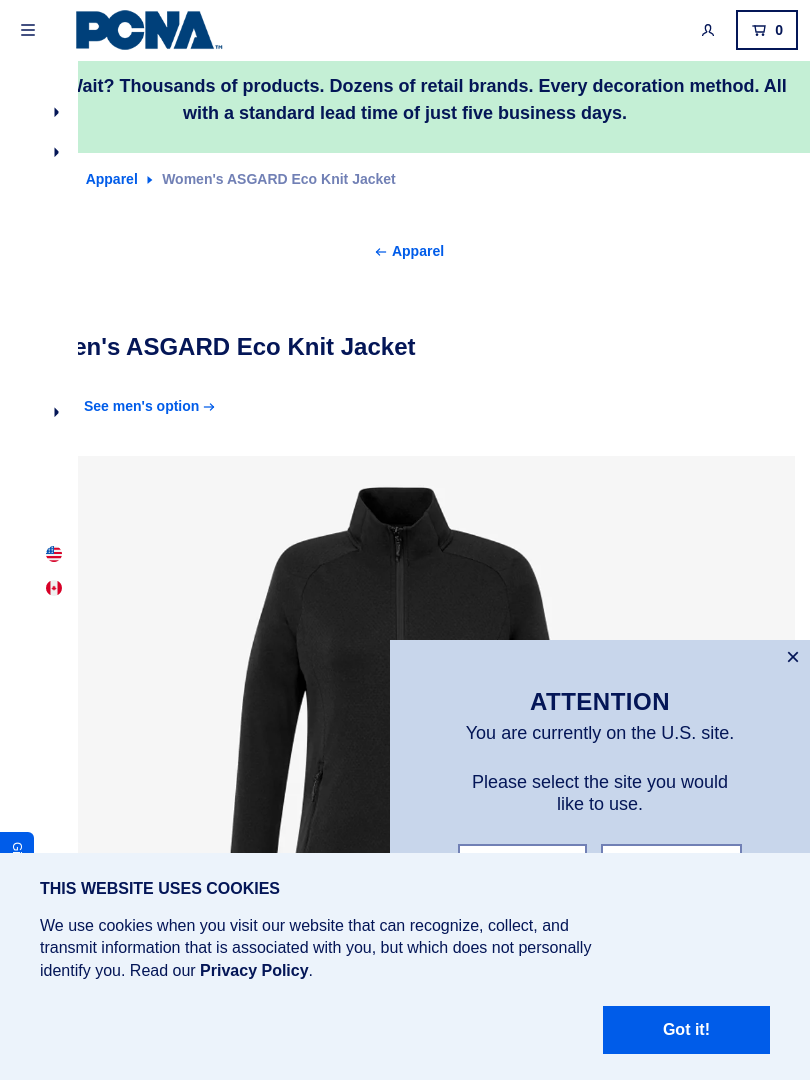 PCNA™
0
Wait? Thousands of products. Dozens of retail brands. Every decoration method. All
with a standard lead time of just five business days.
Apparel Women's ASGARD Eco Knit Jacket
← Apparel
en's ASGARD Eco Knit Jacket
See men's option →
×
ATTENTION
You are currently on the U.S. site.
Please select the site you would
like to use.
THIS WEBSITE USES COOKIES
We use cookies when you visit our website that can recognize, collect, and
transmit information that is associated with you, but which does not personally
identify you. Read our Privacy Policy.
Got it!